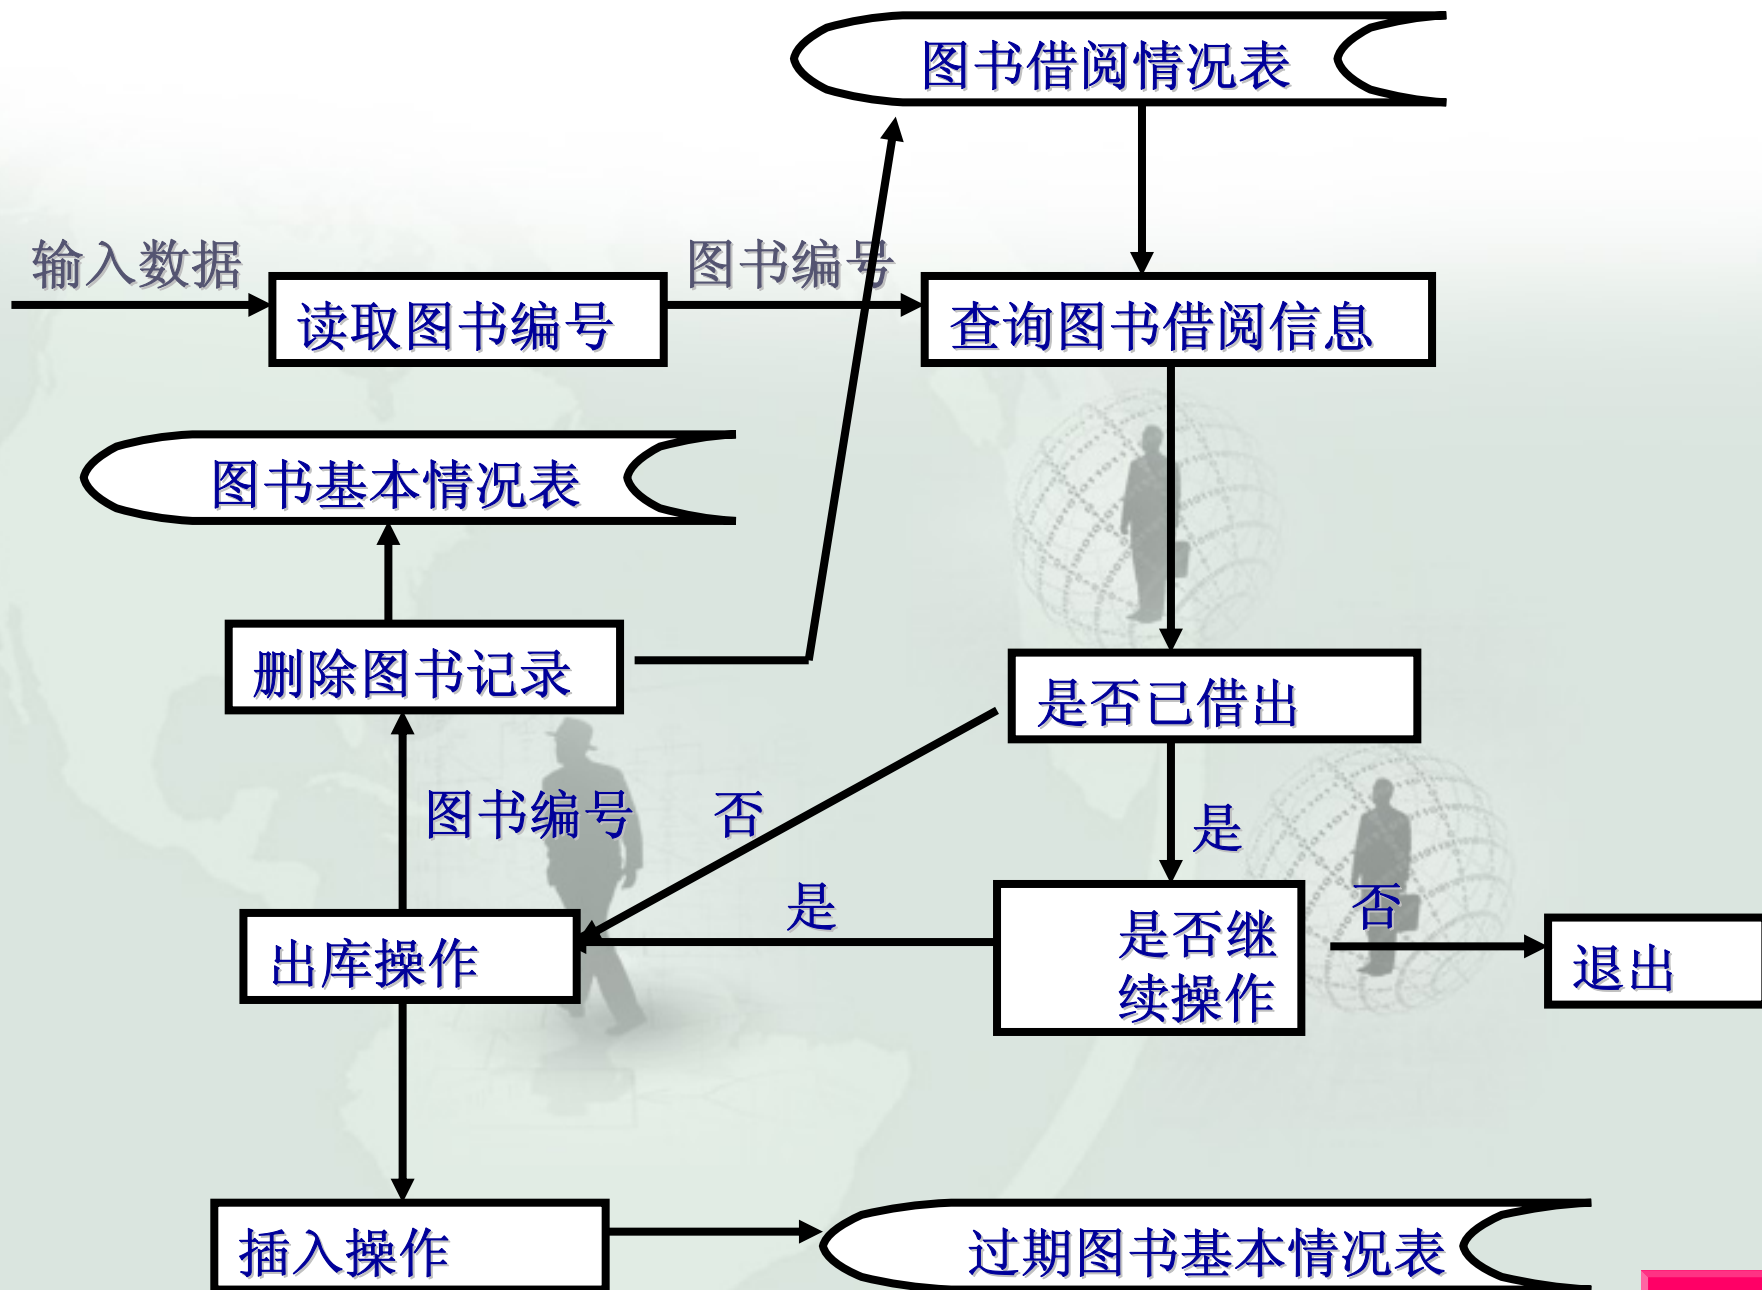 图书借阅情况表
输入数据
图书编号
读取图书编号
查询图书借阅信息
图书基本情况表
删除图书记录
是否已借出
图书编号
否
是
是
否
出库操作
是否继
续操作
退出
插入操作
过期图书基本情况表